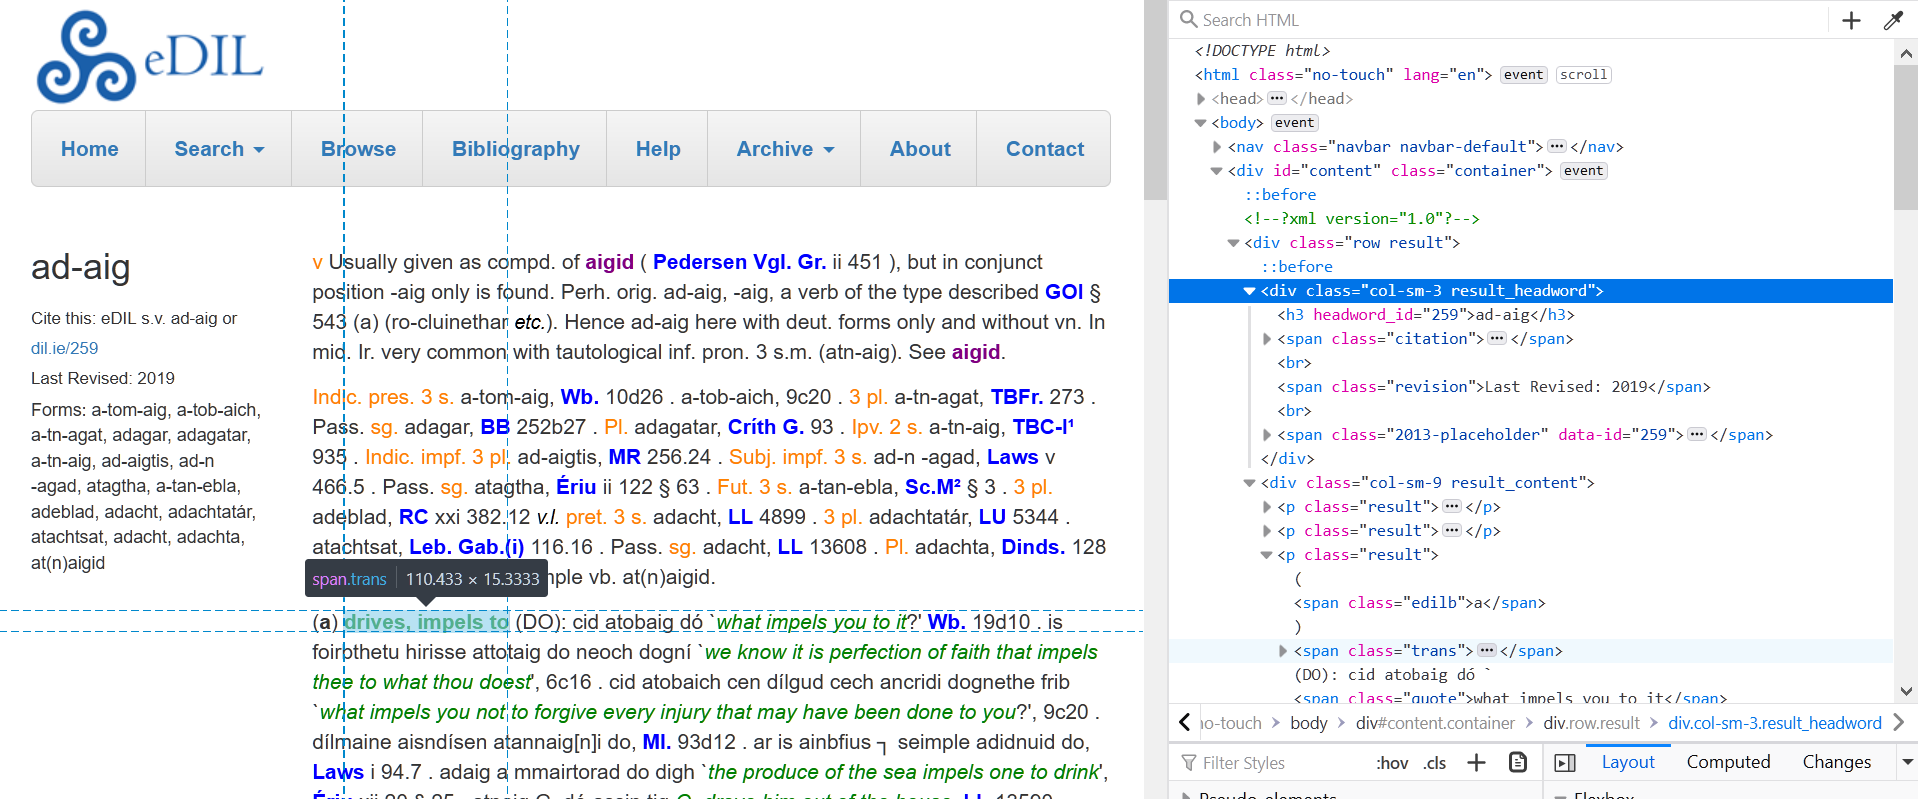 eDIL
Home Search Browse Bibliography Help Archive About Contact
ad-aig
Cite this: eDIL s.v. ad-aig or
dil.ie/259
Last Revised: 2019
Forms: a-tom-aig, a-tob-aich,
a-tn-agat, adagar, adagatar,
a-tn-aig, ad-aigtis, ad-n
-agad, atagtha, a-tan-ebla,
adeblad, adacht, adachtatár,
atachtsat, adacht, adachta,
at(n)aigid
v Usually given as compd. of aigid ( Pedersen Vgl. Gr. ii 451 ), but in conjunct
position -aig only is found. Perh. orig. ad-aig, -aig, a verb of the type described GOI §
543 (a) (ro-cluinethar etc.). Hence ad-aig here with deut. forms only and without vn. In
mid. Ir. very common with tautological inf. pron. 3 s.m. (atn-aig). See aigid.
Indic. pres. 3 s. a-tom-aig, Wb. 10d26 . a-tob-aich, 9c20 . 3 pl. a-tn-agat, TBFr. 273 .
Pass. sg. adagar, BB 252b27 . Pl. adagatar, Críth G. 93 . Ipv. 2 s. a-tn-aig, TBC-I¹
935 . Indic. impf. 3 pl. ad-aigtis, MR 256.24 . Subj. impf. 3 s. ad-n -agad, Laws v
466.5 . Pass. sg. atagtha, Ériu ii 122 § 63 . Fut. 3 s. a-tan-ebla, Sc.M² § 3 . 3 pl.
adeblad, RC xxi 382.12 v.l. pret. 3 s. adacht, LL 4899 . 3 pl. adachtatár, LU 5344 .
atachtsat, Leb. Gab.(i) 116.16 . Pass. sg. adacht, LL 13608 . Pl. adachta, Dinds. 128
vb. at(n)aigid.
span.trans 110.433 × 15.3333
(a) drives, impels to (DO): cid atobaig dó `what impels you to it?' Wb. 19d10 . is
foirbthetu hirisse attotaig do neoch dogní `we know it is perfection of faith that impels
thee to what thou doest', 6c16 . cid atobaich cen dílgud cech ancridi dognethe frib
`what impels you not to forgive every injury that may have been done to you?', 9c20 .
dílmaine aisndísen atannaig[n]i do, Ml. 93d12 . ar is ainbfius ┐ seimple adidnuid do,
Laws i 94.7 . adaig a mmairtorad do digh `the produce of the sea impels one to drink',
Search HTML
<!DOCTYPE html>
<html class="no-touch" lang="en"> event scroll
<head> ••• </head>
<body> event
<nav class="navbar navbar-default"> ••• </nav>
<div id="content" class="container"> event
::before
<!--?xml version="1.0"?-->
<div class="row result">
::before
<div class="col-sm-3 result_headword">
<h3 headword_id="259">ad-aig</h3>
<span class="citation"> ••• </span>
<br>
<span class="revision">Last Revised: 2019</span>
<br>
<span class="2013-placeholder" data-id="259"> ••• </span>
</div>
<div class="col-sm-9 result_content">
<p class="result"> ••• </p>
<p class="result"> ••• </p>
<p class="result">
(
<span class="edilb">a</span>
)
<span class="trans"> ••• </span>
(DO): cid atobaig dó `
<span class="quote">what impels you to it</span>
no-touch > body > div#content.container > div.row.result > div.col-sm-3.result_headword
Filter Styles :hov .cls + Layout Computed Changes
Pseudo-elements Flexbox